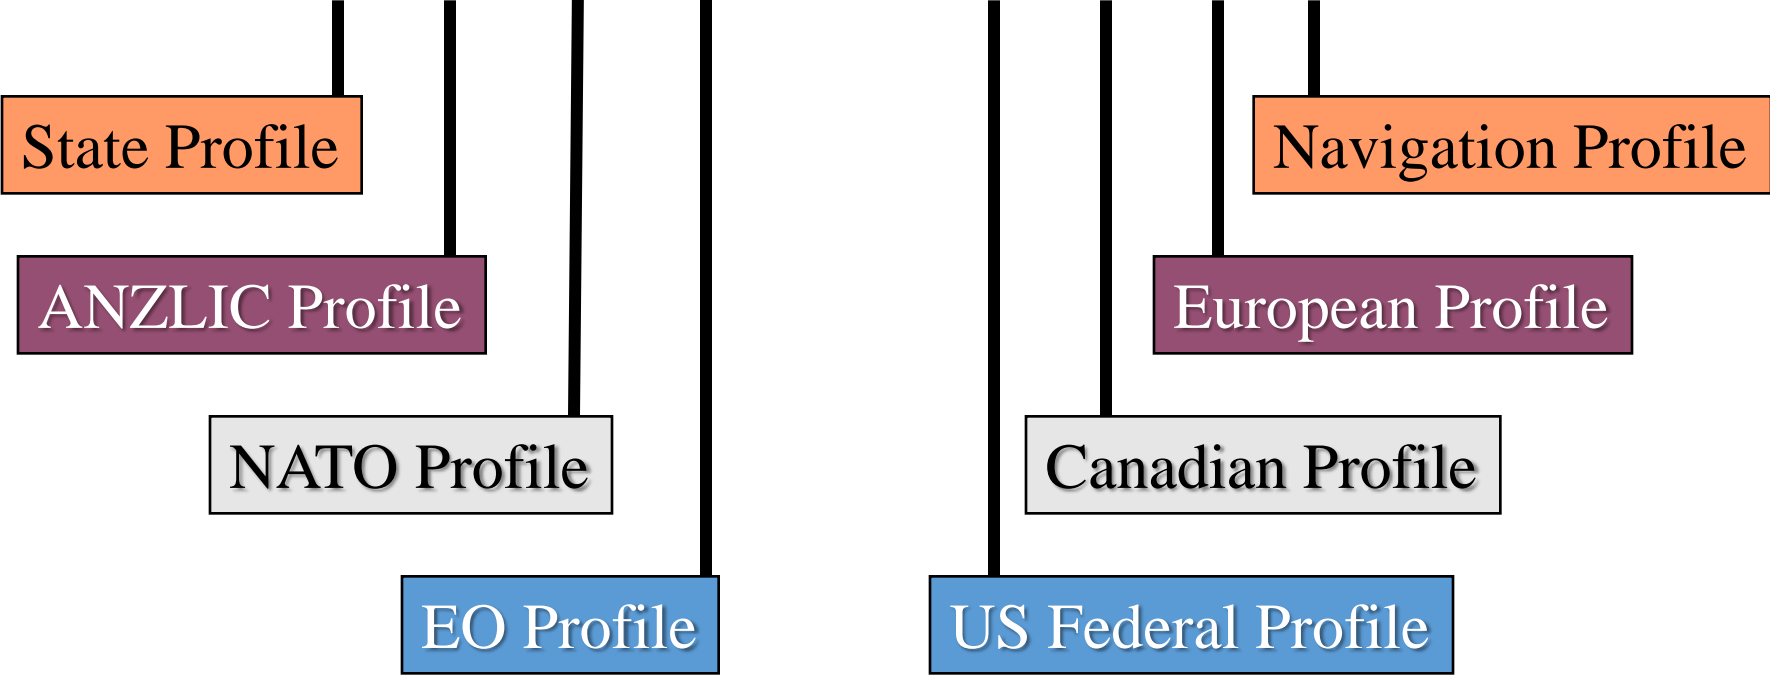 State Profile
Navigation Profile
ANZLIC Profile
European Profile
NATO Profile
Canadian Profile
EO Profile
US Federal Profile